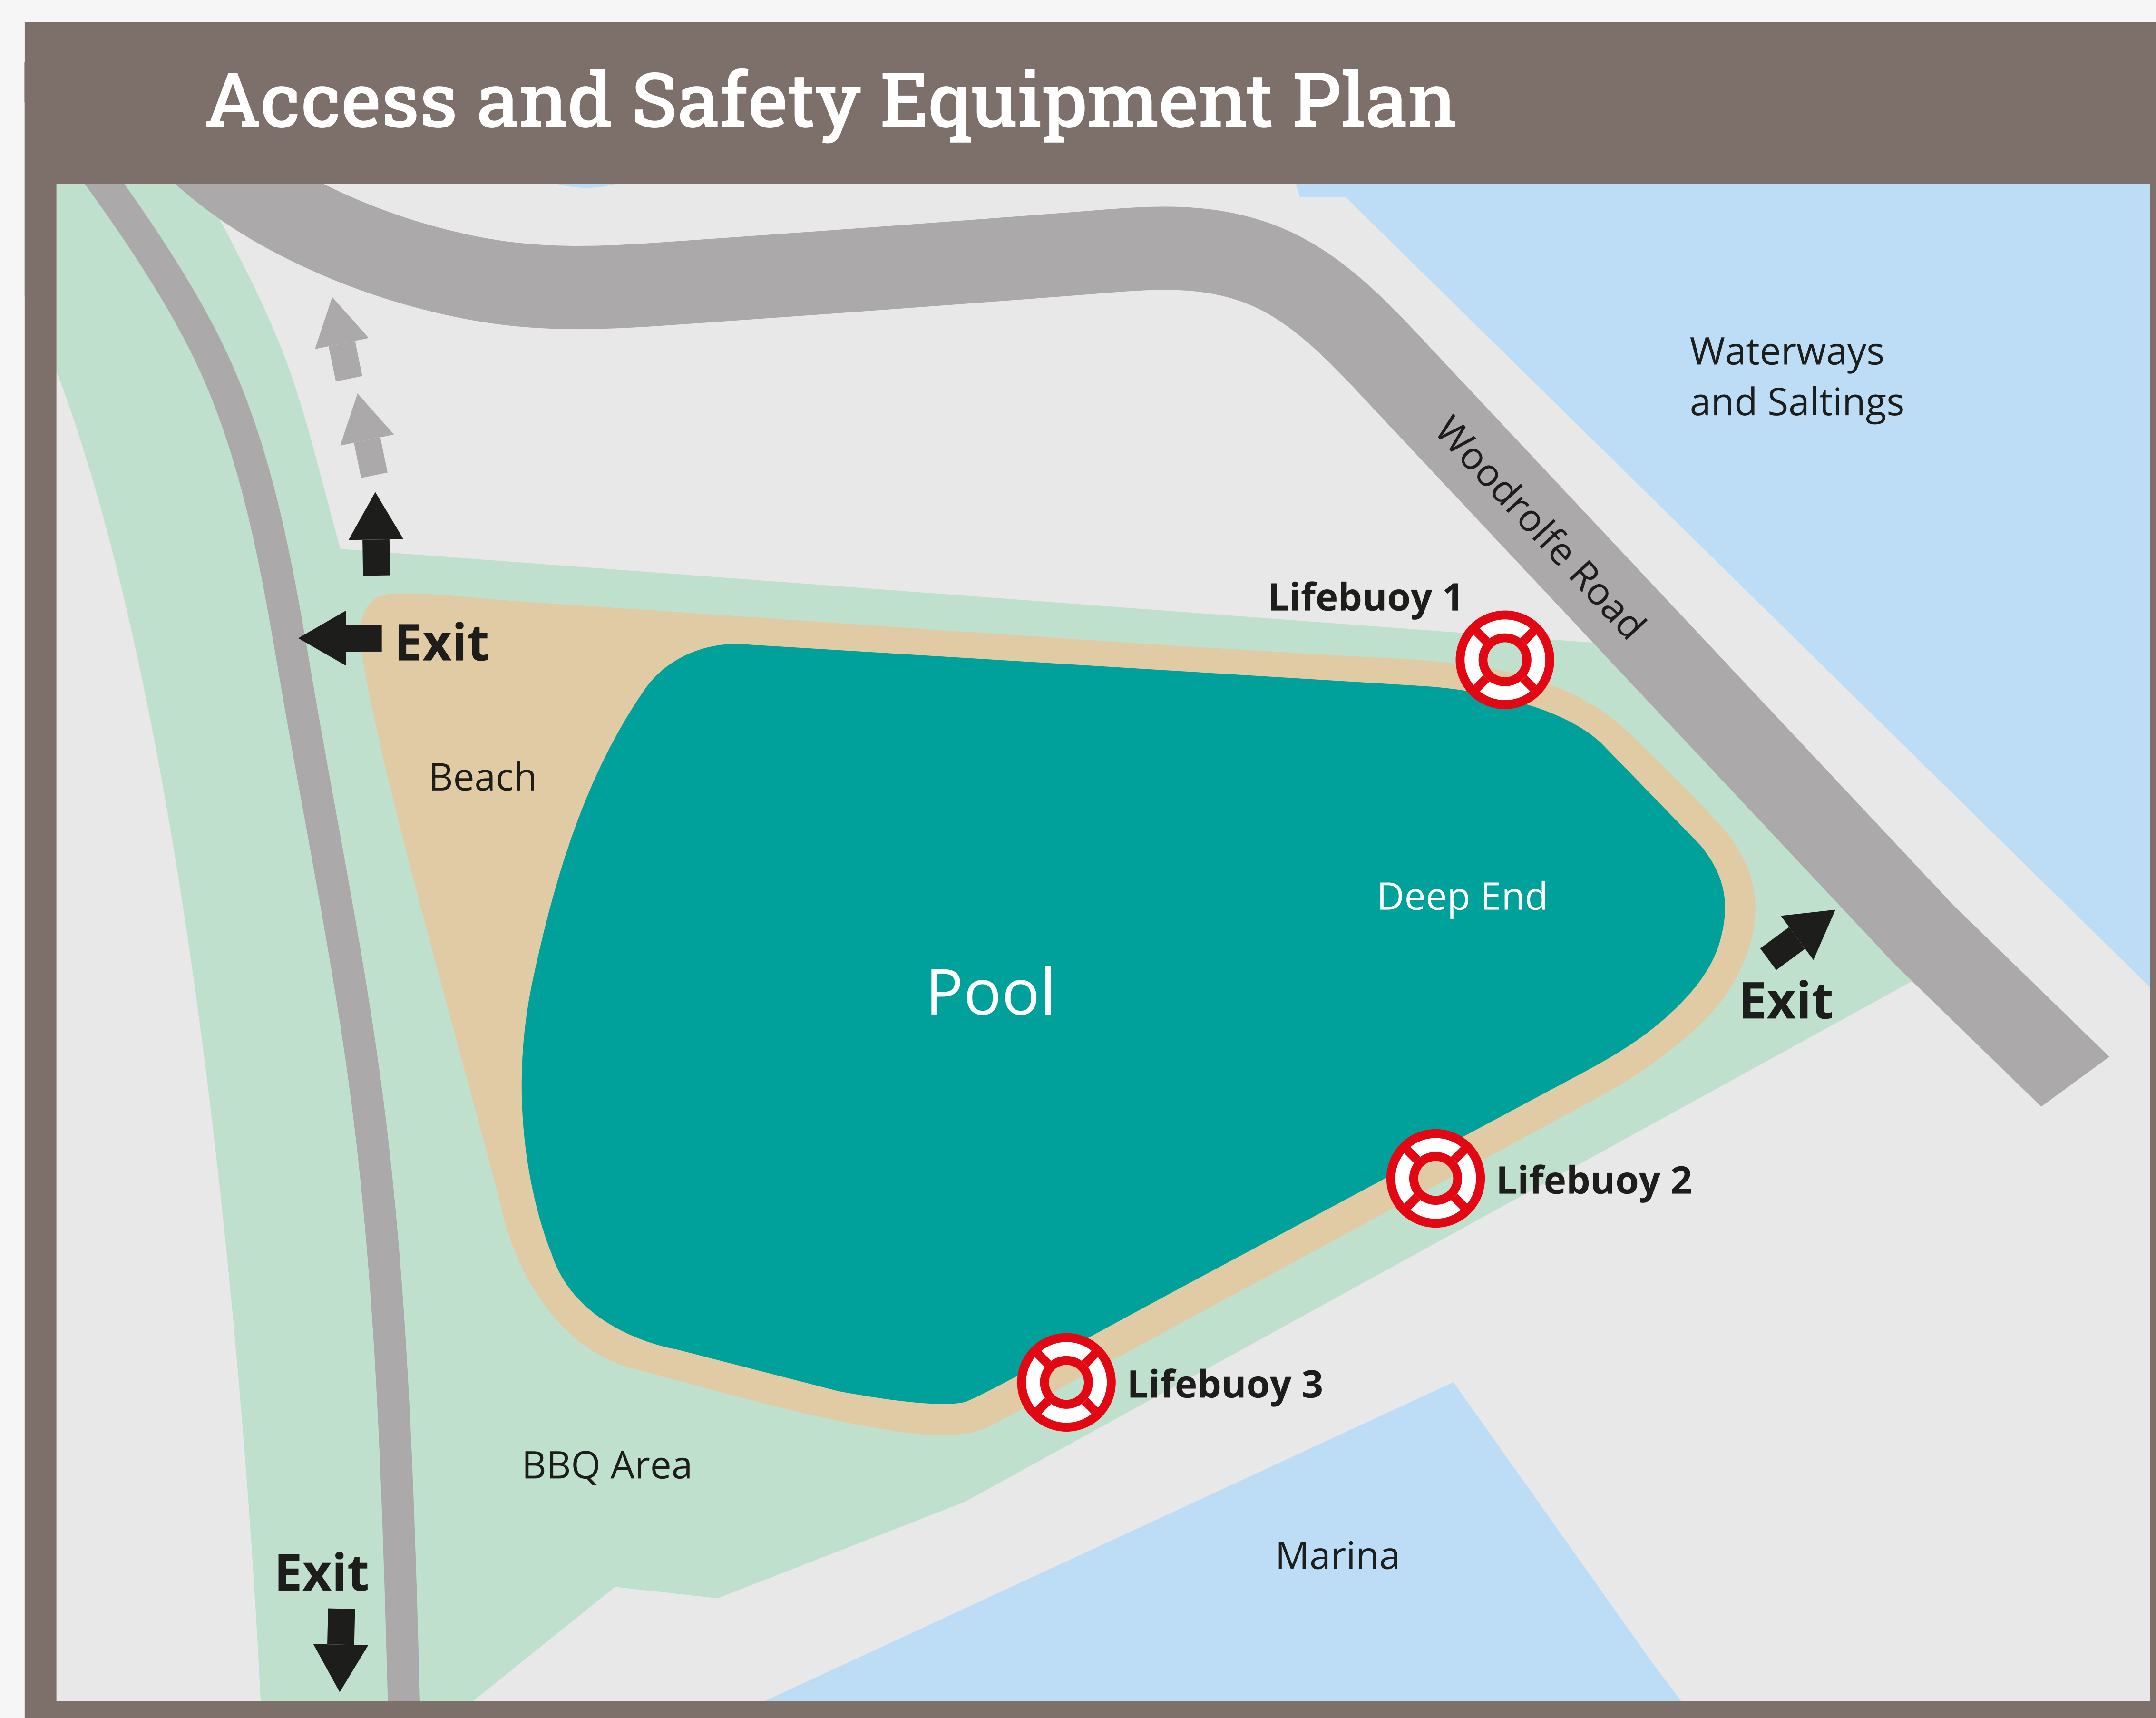 Access and Safety Equipment Plan
Waterways
and Saltings
Woodrolfe Road
Lifebuoy 1
Exit
Beach
Deep End
Pool
Exit
Lifebuoy 2
Lifebuoy 3
BBQ Area
Marina
Exit